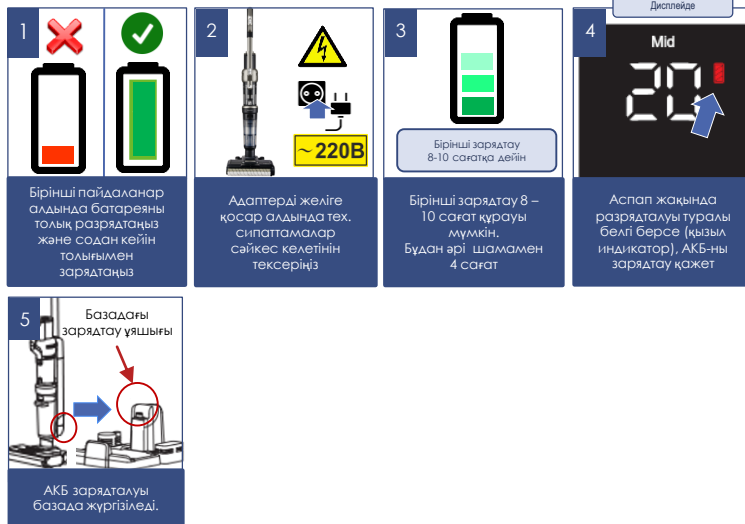 1
Бірінші пайдаланар
алдында батареяны
толық разрядтаңыз
және содан кейін
толығымен
зарядтаңыз
2
~220В
Адаптерді желіге
қосар алдында тех.
сипаттамалар
сәйкес келетінін
тексеріңіз
3
Бірінші зарядтау
8-10 сағатқа дейін
Бірінші зарядтау 8 –
10 сағат құрауы
мүмкін.
Бұдан әрі шамамен
4 сағат
Дисплейде
4
Mid
20
Аспап жақында
разрядталуы туралы
белгі берсе (қызыл
индикатор), АКБ-ны
зарядтау қажет
5
Базадағы
зарядтау ұяшығы
АКБ зарядталуы
базада жүргізіледі.